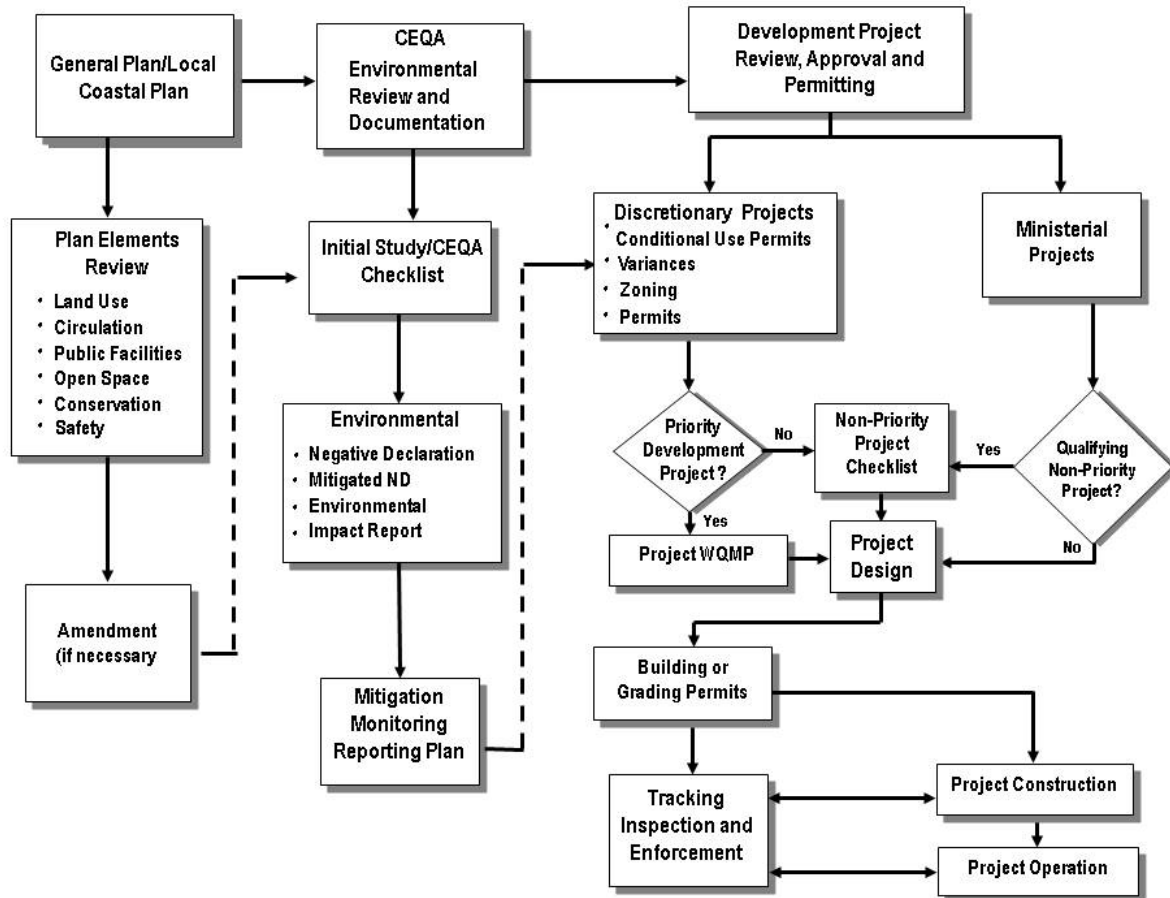 General Plan/Local
Coastal Plan
CEQA
Environmental
Review and
Documentation
Development Project
Review, Approval and
Permitting
Plan Elements
Review
· Land Use
· Circulation
· Public Facilities
· Open Space
· Conservation
· Safety
Initial Study/CEQA
Checklist
Discretionary Projects
· Conditional Use Permits
· Variances
· Zoning
· Permits
Ministerial
Projects
Environmental
· Negative Declaration
· Mitigated ND
· Environmental
· Impact Report
Priority
Development
Project?
No
Non-Priority
Project
Checklist
Yes
Qualifying
Non-Priority
Project?
Yes
No
Project WQMP
Project
Design
Amendment
(if necessary
Mitigation
Monitoring
Reporting Plan
Building or
Grading Permits
Tracking
Inspection and
Enforcement
Project Construction
Project Operation